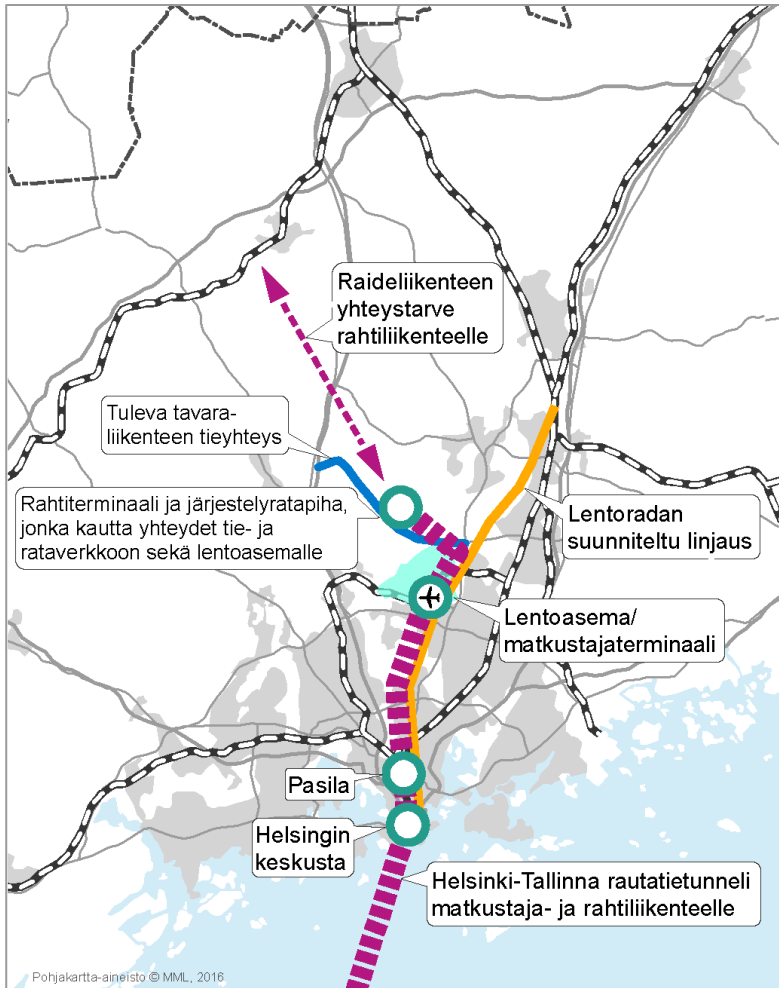 Raideliikenteen
yhteystarve
rahtiliikenteelle
Tuleva tavara-
liikenteen tieyhteys
Rahtiterminaali ja järjestelyratapiha,
jonka kautta yhteydet tie- ja
rataverkkoon sekä lentoasemalle
Lentoradan
suunniteltu linjaus
Lentoasema/
matkustajaterminaali
Pasila
Helsingin
keskusta
Helsinki-Tallinna rautatietunneli
matkustaja- ja rahtiliikenteelle
Pohjakartta-aineisto © MML, 2016